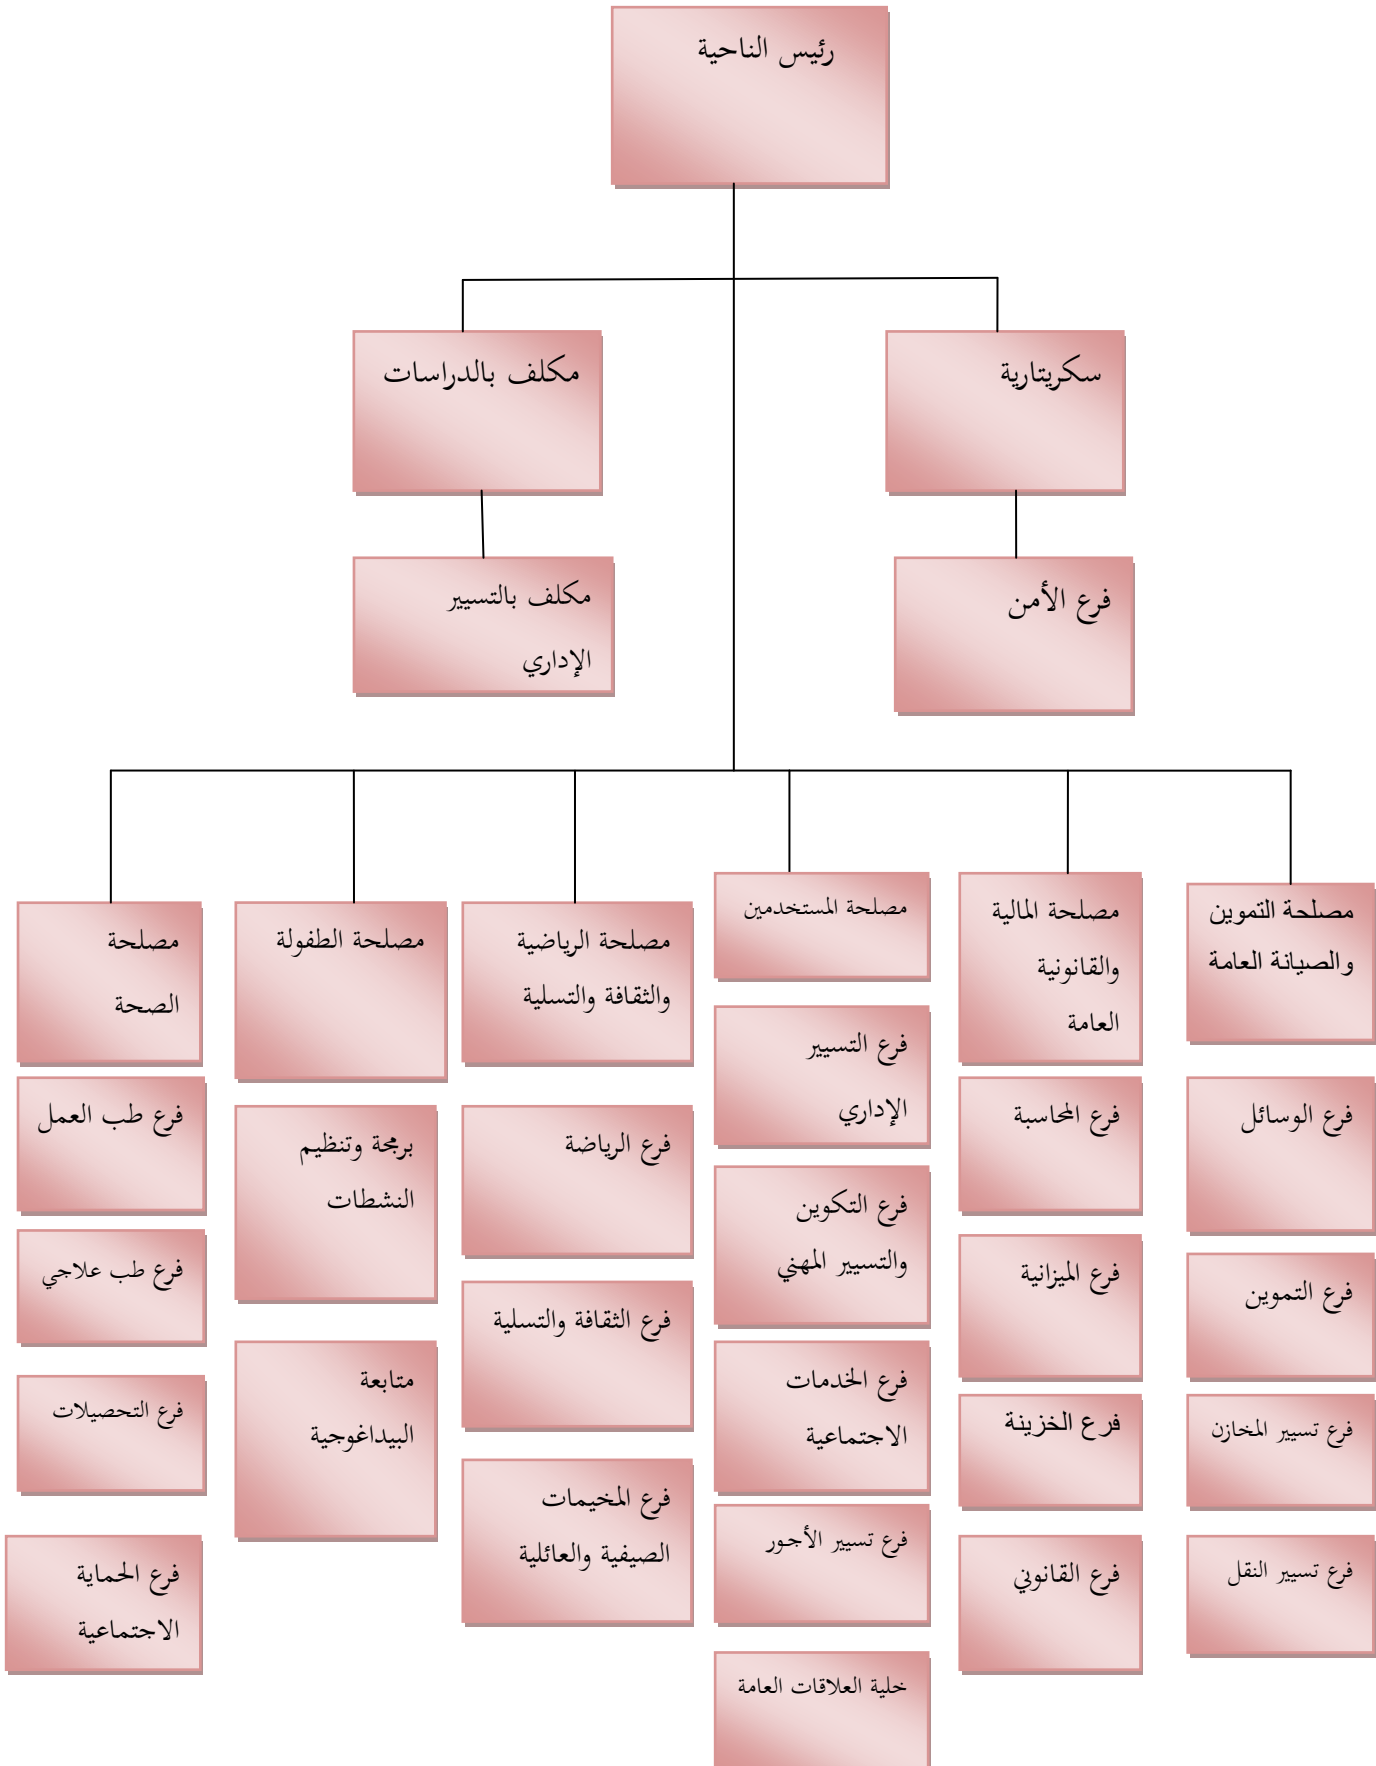 رئيس الناحية
سكريتارية
مكلف بالدراسات
فرع الأمن
مكلف بالتسيير
الإداري
مصلحة التموين
والصيانة العامة
فرع الوسائل
فرع التموين
فرع تسيير المخازن
فرع تسيير النقل
مصلحة المالية
والقانونية
العامة
فرع المحاسبة
فرع الميزانية
فرع الخزينة
فرع القانوني
مصلحة المستخدمين
فرع التسيير
الإداري
فرع التكوين
والتسيير المهني
فرع الخدمات
الاجتماعية
فرع تسيير الأجور
خلية العلاقات العامة
مصلحة الرياضية
والثقافة والتسلية
فرع الرياضة
فرع الثقافة والتسلية
فرع المخيمات
الصيفية والعائلية
مصلحة الطفولة
برمجة وتنظيم
النشطات
متابعة
البيداغوجية
مصلحة
الصحة
فرع طب العمل
فرع طب علاجي
فرع التحصيلات
فرع الحماية
الاجتماعية